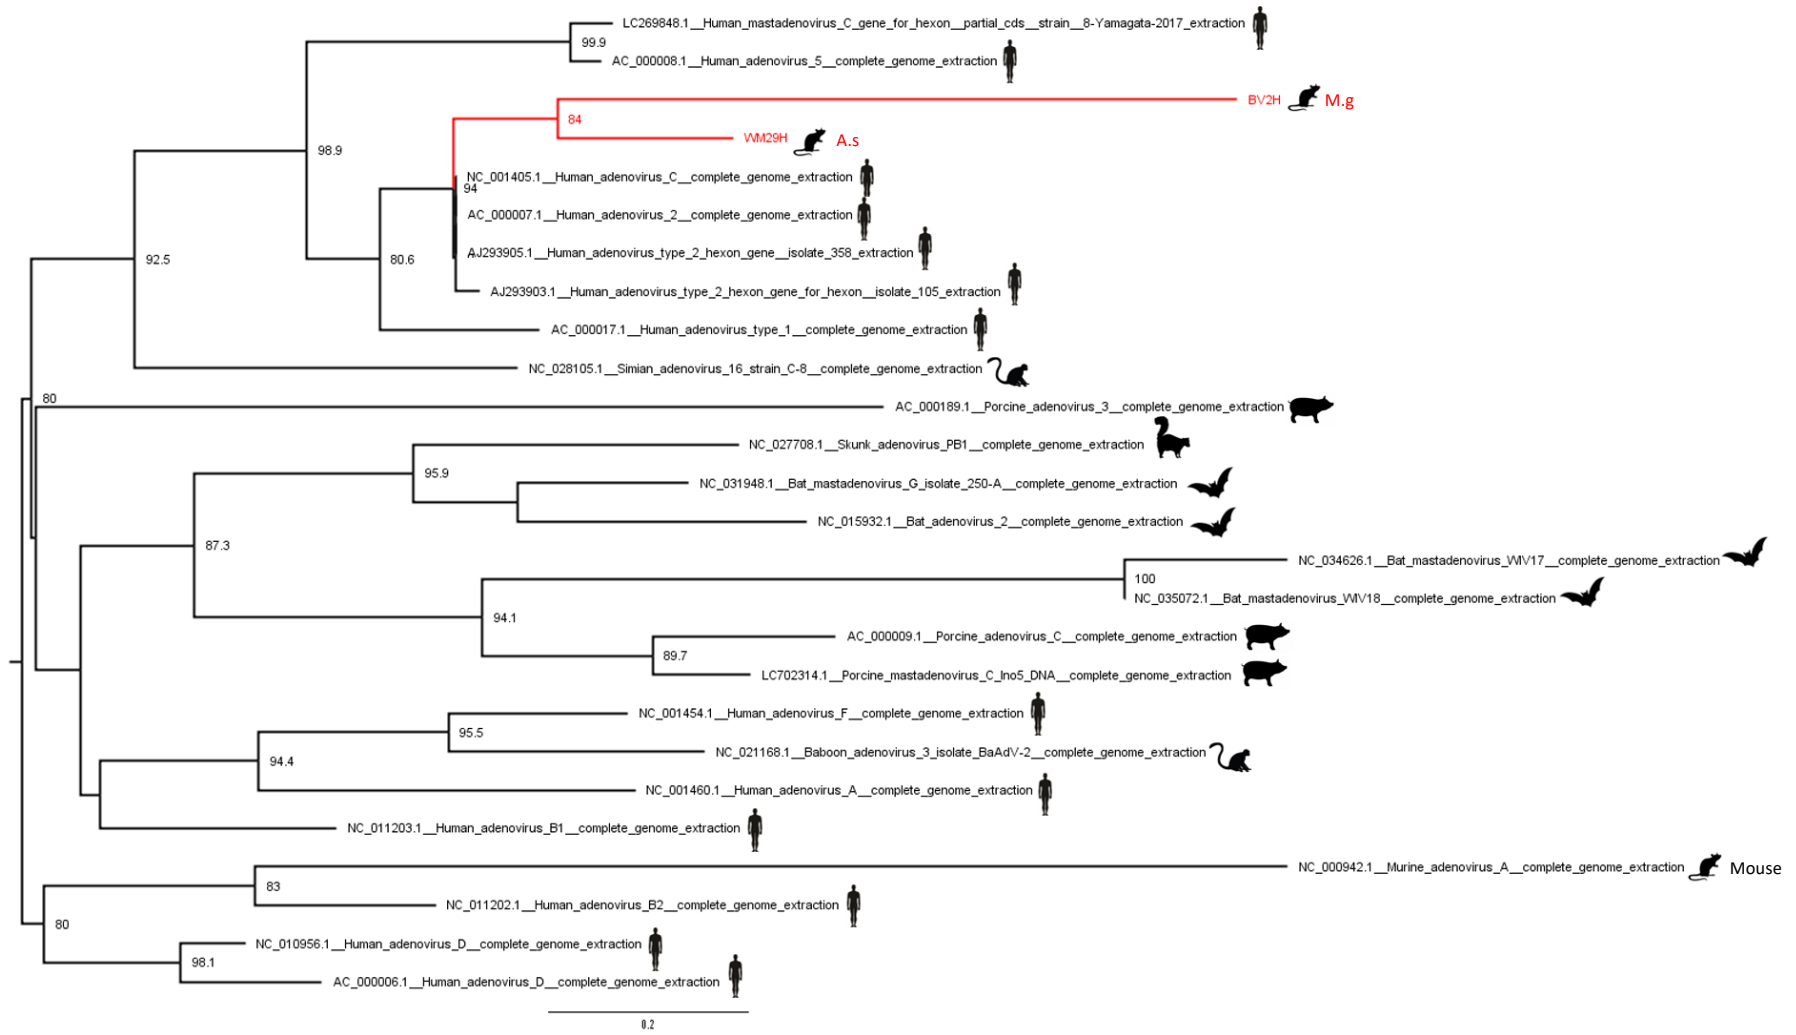 LC269848.1__Human_mastadenovirus_C_gene_for_hexon__partial_cds__strain__8-Yamagata-2017_extraction
99.9
AC_000008.1__Human_adenovirus_5__complete_genome_extraction
BV2H M.g
84
WM29H A.s
98.9
NC_001405.1__Human_adenovirus_C__complete_genome_extraction
94
AC_000007.1__Human_adenovirus_2__complete_genome_extraction
AJ293905.1__Human_adenovirus_type_2_hexon_gene__isolate_358_extraction
92.5
80.6
AJ293903.1__Human_adenovirus_type_2_hexon_gene_for_hexon__isolate_105_extraction
AC_000017.1__Human_adenovirus_type_1__complete_genome_extraction
NC_028105.1__Simian_adenovirus_16_strain_C-8__complete_genome_extraction
80
AC_000189.1__Porcine_adenovirus_3__complete_genome_extraction
NC_027708.1__Skunk_adenovirus_PB1__complete_genome_extraction
95.9
NC_031948.1__Bat_mastadenovirus_G_isolate_250-A__complete_genome_extraction
NC_015932.1__Bat_adenovirus_2__complete_genome_extraction
87.3
NC_034626.1__Bat_mastadenovirus_WIV17__complete_genome_extraction
100
NC_035072.1__Bat_mastadenovirus_WIV18__complete_genome_extraction
94.1
AC_000009.1__Porcine_adenovirus_C__complete_genome_extraction
89.7
LC702314.1__Porcine_mastadenovirus_C_Ino5_DNA__complete_genome_extraction
NC_001454.1__Human_adenovirus_F__complete_genome_extraction
95.5
NC_021168.1__Baboon_adenovirus_3_isolate_BaAdV-2__complete_genome_extraction
94.4
NC_001460.1__Human_adenovirus_A__complete_genome_extraction
NC_011203.1__Human_adenovirus_B1__complete_genome_extraction
NC_000942.1__Murine_adenovirus_A__complete_genome_extraction Mouse
83
NC_011202.1__Human_adenovirus_B2__complete_genome_extraction
80
NC_010956.1__Human_adenovirus_D__complete_genome_extraction
98.1
AC_000006.1__Human_adenovirus_D__complete_genome_extraction
0.2